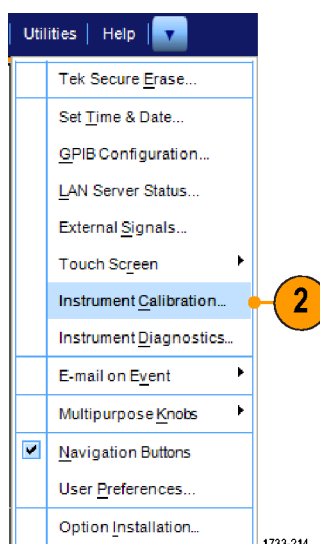 Utilities Help
Tek Secure Erase...
Set Time & Date...
GPIB Configuration...
LAN Server Status...
External Signals...
Touch Screen
Instrument Calibration...
2
Instrument Diagnostics...
E-mail on Event
Multipurpose Knobs
Navigation Buttons
User Preferences...
Option Installation...
1733-214